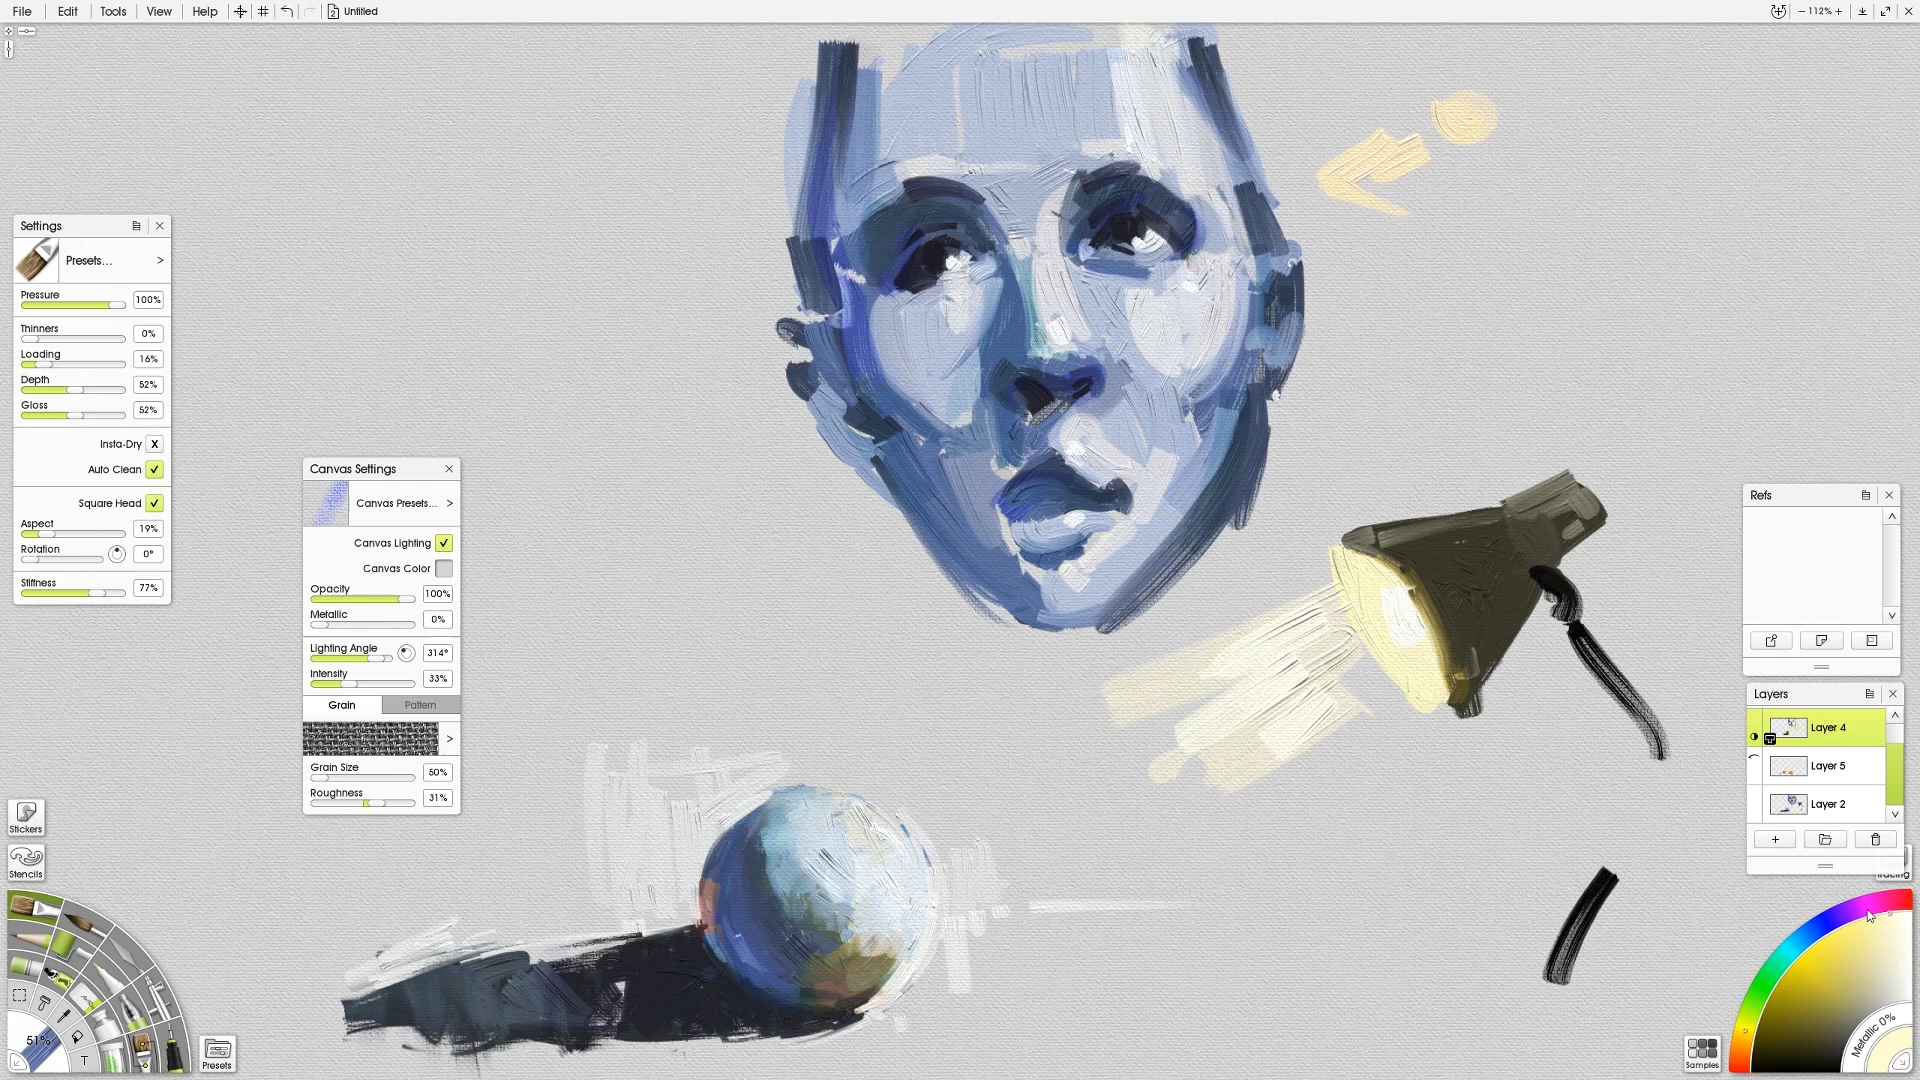 File Edit Tools View Help Untitled
112%
Settings
Presets...
Pressure 100%
Thinners 0%
Loading 16%
Depth 52%
Gloss 52%
Insta-Dry X
Auto Clean
Square Head
Aspect 19%
Rotation 0°
Stiffness 77%
Canvas Settings
Canvas Presets...
Canvas Lighting
Canvas Color
Opacity 100%
Metallic 0%
Lighting Angle 314°
Intensity 33%
Grain Pattern
Grain Size 50%
Roughness 31%
Refs
Layers
Layer 4
Layer 5
Layer 2
Stickers
Stencils
51%
T
Presets
Samples
Metallic 0%